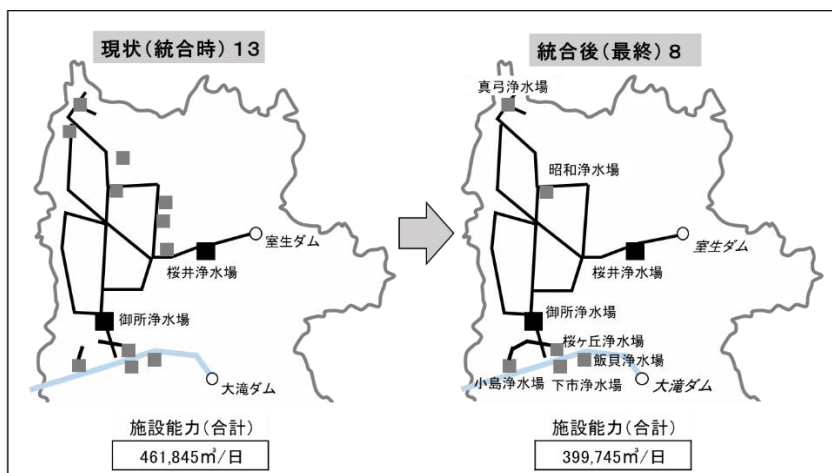 現状(統合時)13
室生ダム
桜井浄水場
御所浄水場
大滝ダム
施設能力(合計)
461,845㎥/日
統合後(最終)8
真弓浄水場
昭和浄水場
室生ダム
桜井浄水場
御所浄水場
桜ヶ丘浄水場
飯貝浄水場
小島浄水場
下市浄水場
大滝ダム
施設能力(合計)
399,745㎥/日